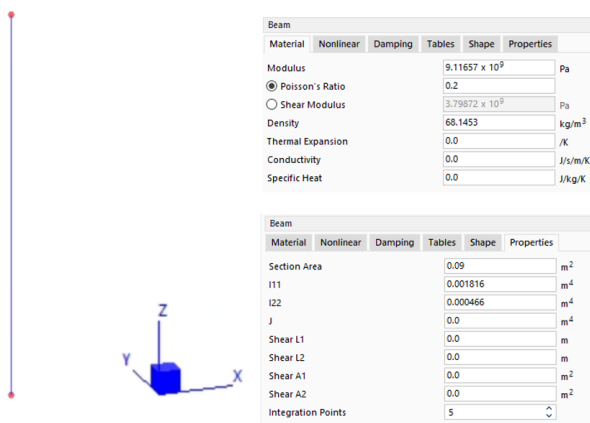 Beam
Material Nonlinear Damping Tables Shape Properties
Modulus 9.11657 x 10⁹ Pa
Poisson's Ratio 0.2
Shear Modulus 3.79872 x 10⁹ Pa
Density 68.1453 kg/m³
Thermal Expansion 0.0 /K
Conductivity 0.0 J/s/m/K
Specific Heat 0.0 J/kg/K
Beam
Material Nonlinear Damping Tables Shape Properties
Section Area 0.09 m²
I11 0.001816 m⁴
I22 0.000466 m⁴
J 0.0 m⁴
Shear L1 0.0 m
Shear L2 0.0 m
Shear A1 0.0 m²
Shear A2 0.0 m²
Integration Points 5
Z
Y
X